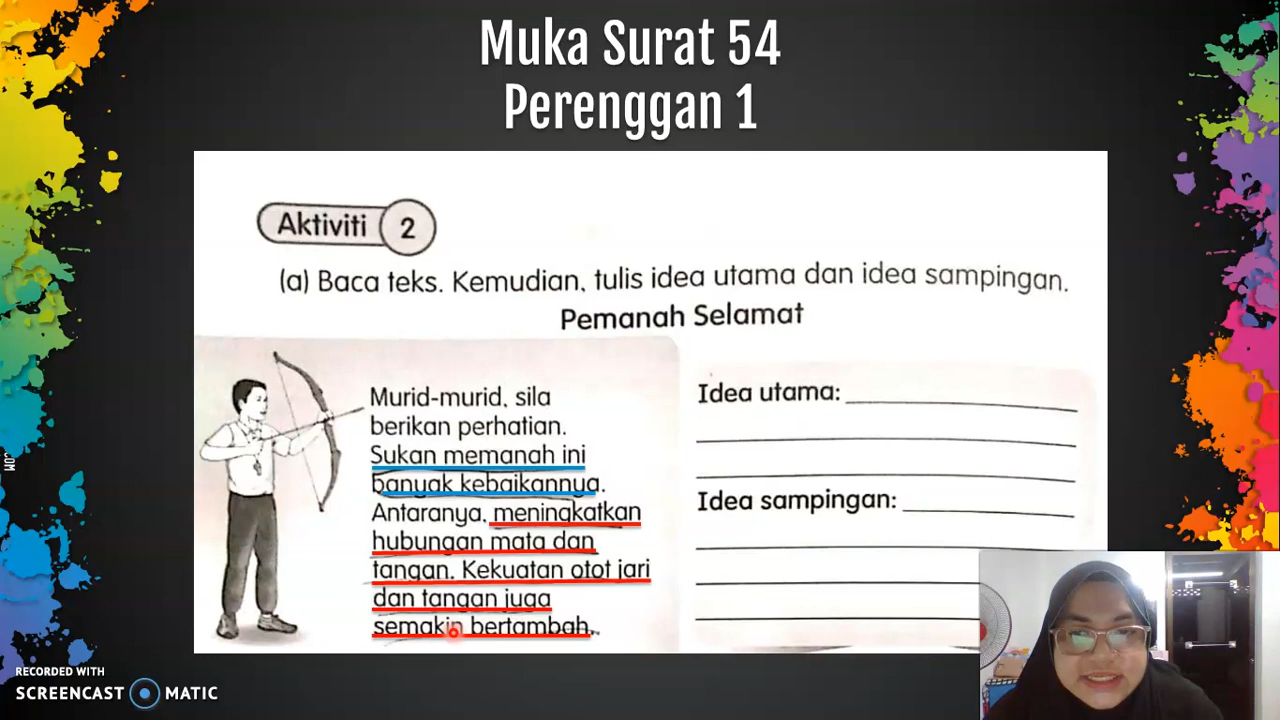 Muka Surat 54
Perenggan 1
Aktiviti 2
(a) Baca teks. Kemudian, tulis idea utama dan idea sampingan.
Pemanah Selamat
Murid-murid, sila
berikan perhatian.
Sukan memanah ini
banyak kebaikannya.
Antaranya, meningkatkan
hubungan mata dan
tangan. Kekuatan otot jari
dan tangan juga
semakin bertambah.
Idea utama:
Idea sampingan:
.COM
RECORDED WITH
SCREENCAST MATIC